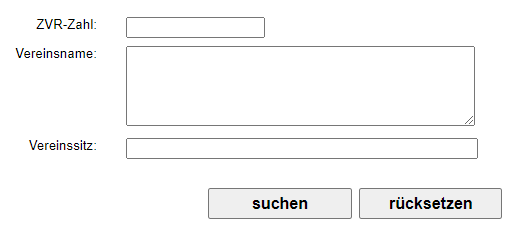 ZVR-Zahl:
Vereinsname:
Vereinssitz:
suchen rücksetzen